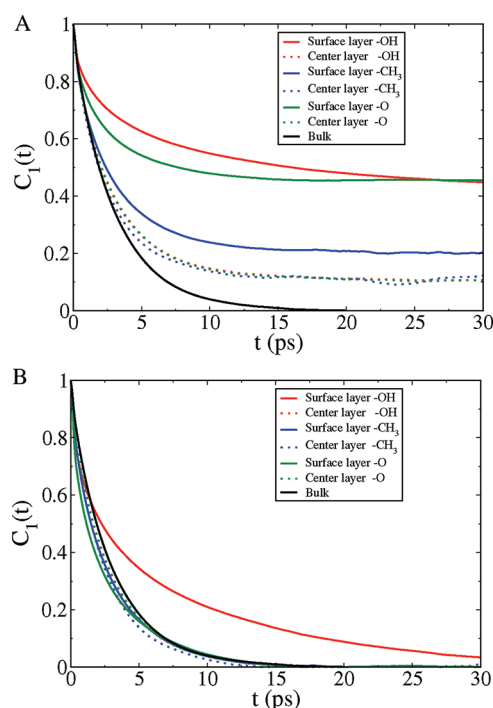 A
C₁(t)
1
0.8
0.6
0.4
0.2
0
Surface layer -OH
Center layer -OH
Surface layer -CH₃
Center layer -CH₃
Surface layer -O
Center layer -O
Bulk
0 5 10 15 20 25 30
t (ps)
B
C₁(t)
1
0.8
0.6
0.4
0.2
0
Surface layer -OH
Center layer -OH
Surface layer -CH₃
Center layer -CH₃
Surface layer -O
Center layer -O
Bulk
0 5 10 15 20 25 30
t (ps)